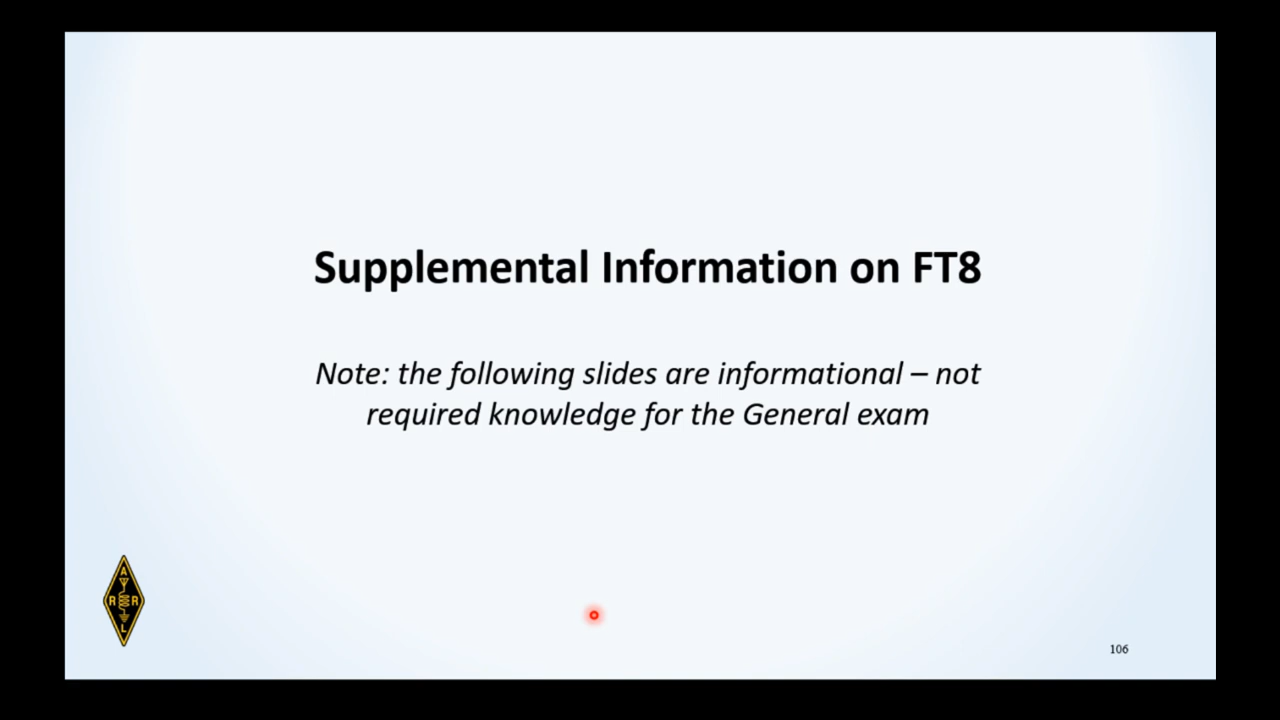 Supplemental Information on FT8
Note: the following slides are informational – not
required knowledge for the General exam
A
R R
L
106